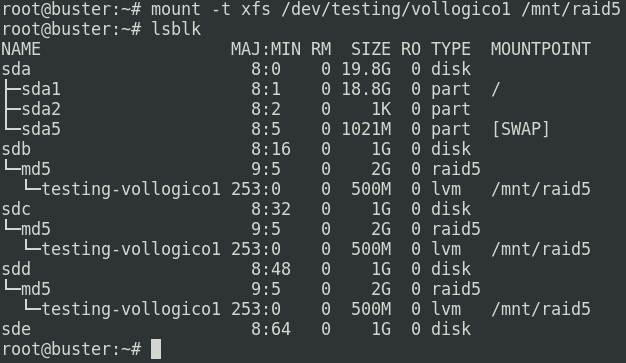 root@buster:~# mount -t xfs /dev/testing/vollogico1 /mnt/raid5
root@buster:~# lsblk
NAME                   MAJ:MIN RM   SIZE RO TYPE  MOUNTPOINT
sda                      8:0    0 19.8G  0 disk
├─sda1                   8:1    0 18.8G  0 part  /
├─sda2                   8:2    0    1K  0 part
└─sda5                   8:5    0 1021M  0 part  [SWAP]
sdb                      8:16   0    1G  0 disk
└─md5                    9:5    0    2G  0 raid5
  └─testing-vollogico1 253:0    0  500M  0 lvm   /mnt/raid5
sdc                      8:32   0    1G  0 disk
└─md5                    9:5    0    2G  0 raid5
  └─testing-vollogico1 253:0    0  500M  0 lvm   /mnt/raid5
sdd                      8:48   0    1G  0 disk
└─md5                    9:5    0    2G  0 raid5
  └─testing-vollogico1 253:0    0  500M  0 lvm   /mnt/raid5
sde                      8:64   0    1G  0 disk
root@buster:~#